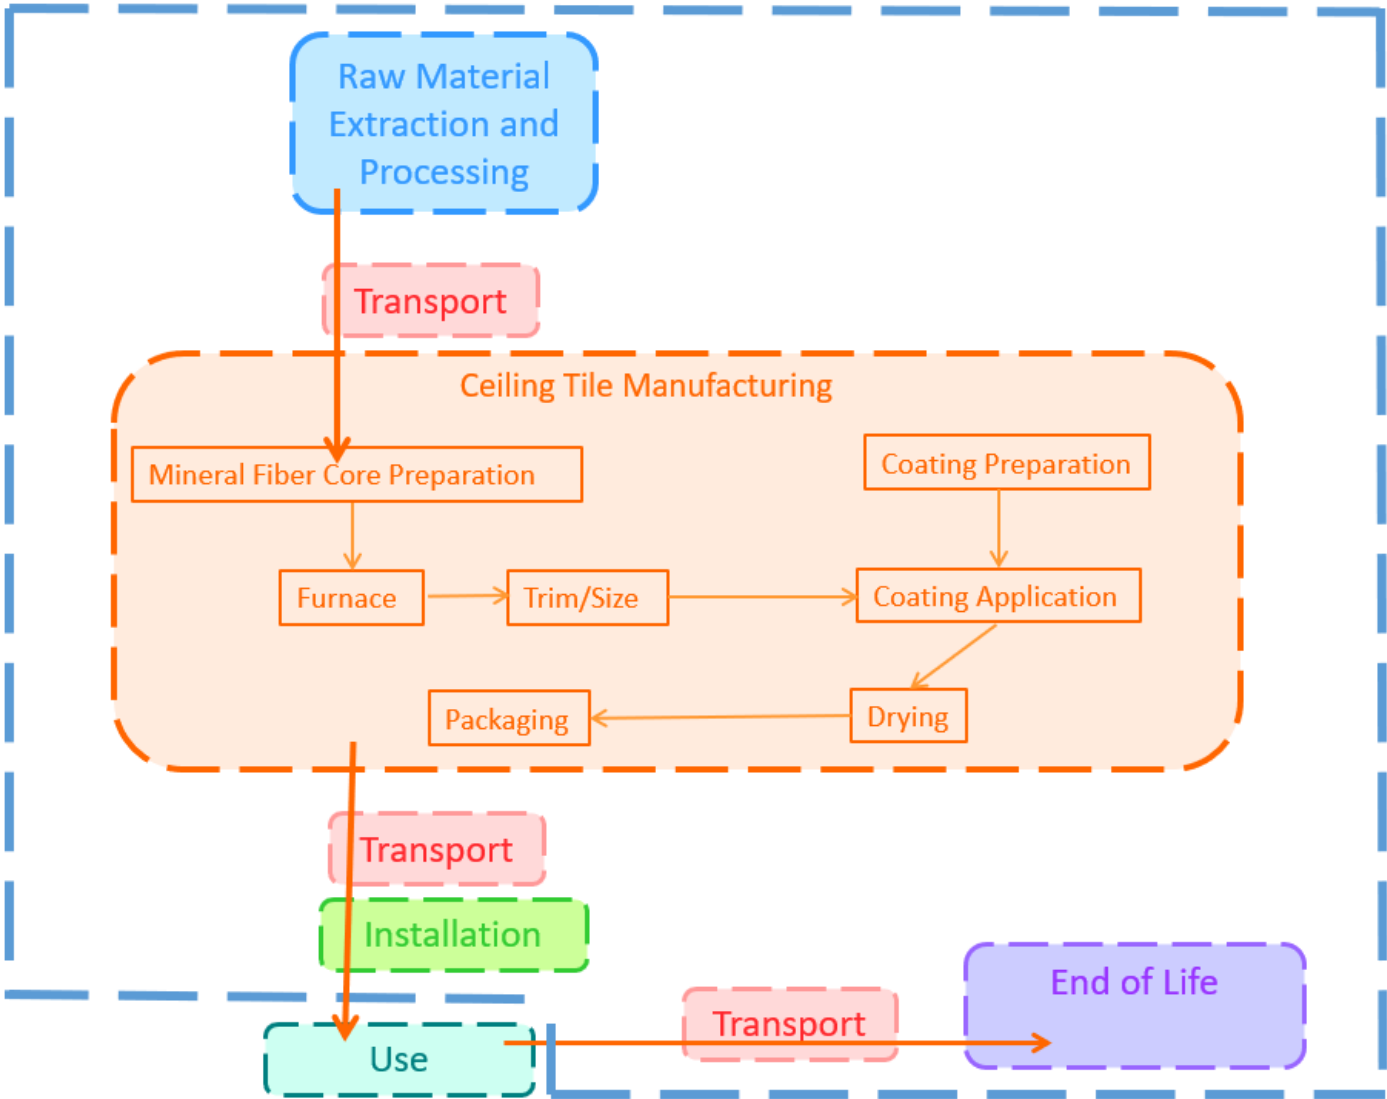 Raw Material
Extraction and
Processing
Transport
Ceiling Tile Manufacturing
Mineral Fiber Core Preparation
Coating Preparation
Furnace
Trim/Size
Coating Application
Packaging
Drying
Transport
Installation
End of Life
Transport
Use